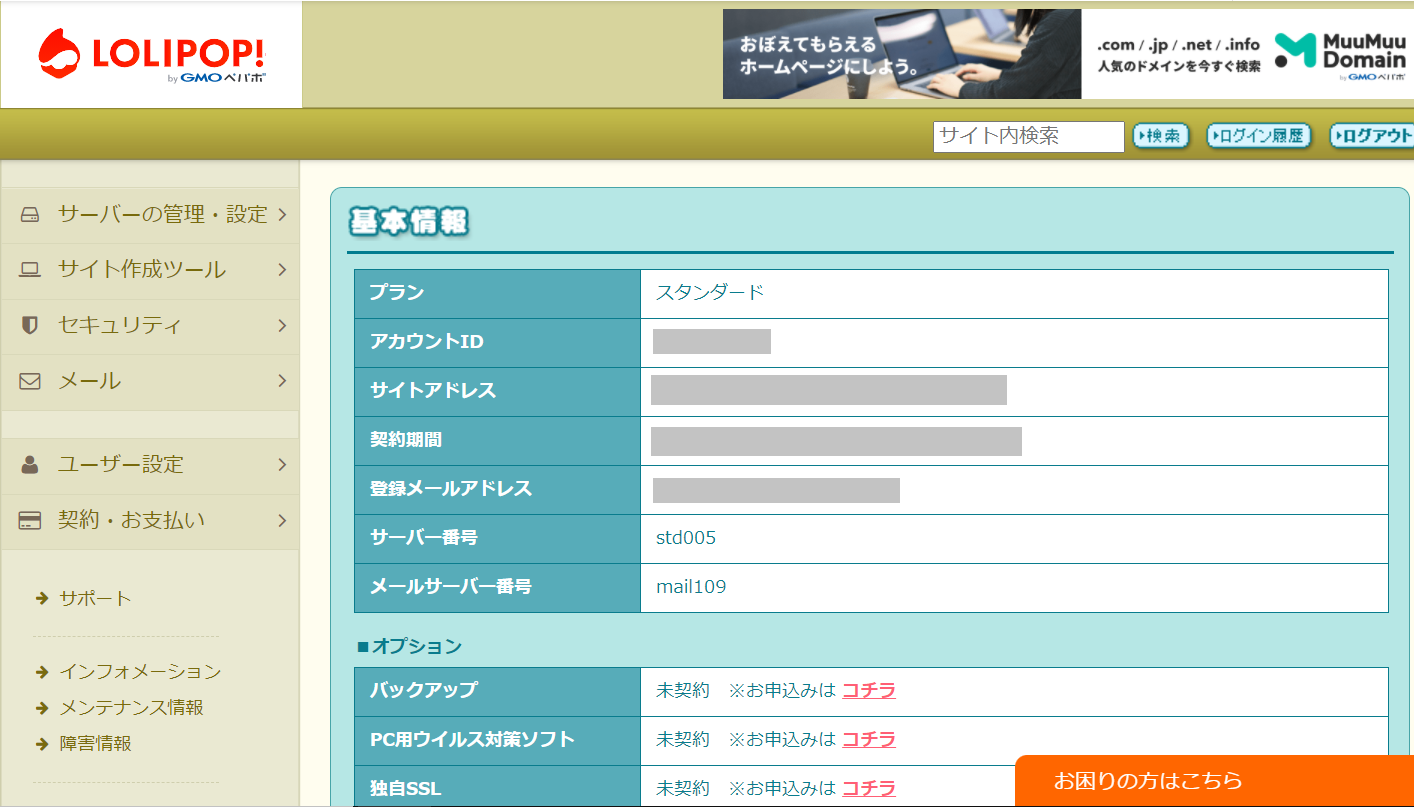 LOLIPOP!
by GMOペパボ
おぼえてもらえる
ホームページにしよう。
.com / .jp / .net / .info
人気のドメインを今すぐ検索
MuuMuu
Domain
by GMOペパボ
サイト内検索
検索
ログイン履歴
ログアウト
サーバーの管理・設定
サイト作成ツール
セキュリティ
メール
ユーザー設定
契約・お支払い
サポート
インフォメーション
メンテナンス情報
障害情報
基本情報
プラン スタンダード
アカウントID
サイトアドレス
契約期間
登録メールアドレス
サーバー番号 std005
メールサーバー番号 mail109
■オプション
バックアップ 未契約 ※お申込みは コチラ
PC用ウイルス対策ソフト 未契約 ※お申込みは コチラ
独自SSL 未契約 ※お申込みは コチラ
お困りの方はこちら